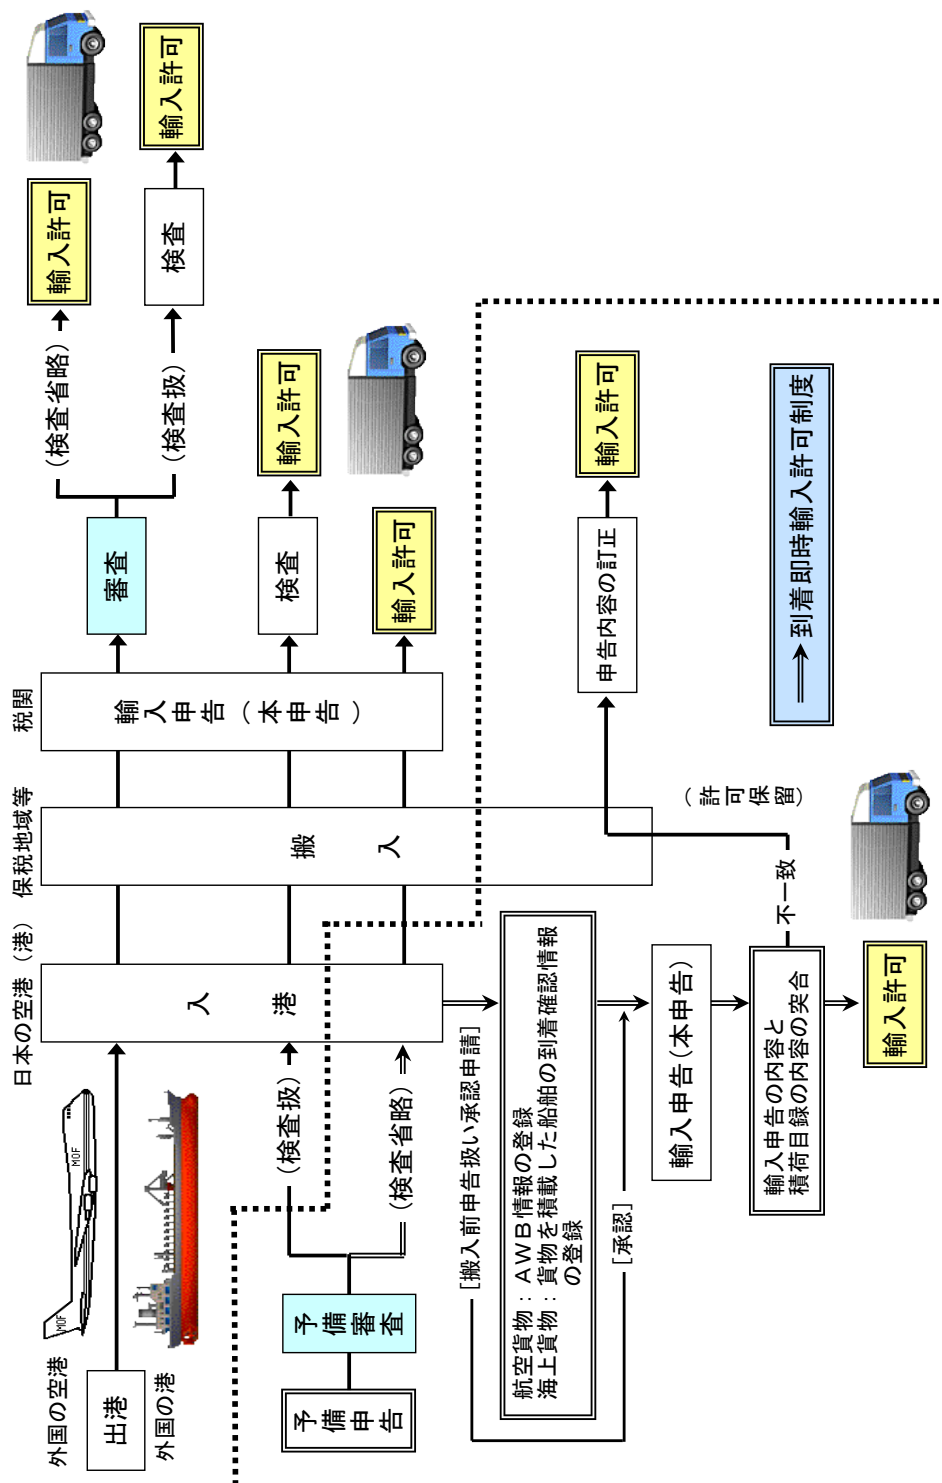 外国の空港
出港
外国の港
MOF
MOF
日本の空港（港）
保税地域等
税関
入　港
搬　入
輸入申告（本申告）
審査
（検査省略）
輸入許可
（検査扱）
検査
輸入許可
予備申告
予備審査
（検査扱）
（検査省略）
検査
輸入許可
輸入許可
［搬入前申告扱い承認申請］
航空貨物：ＡＷＢ情報の登録
海上貨物：貨物を積載した船舶の到着確認情報
の登録
［承認］
輸入申告（本申告）
輸入申告の内容と
積荷目録の内容の突合
不一致
（許可保留）
申告内容の訂正
輸入許可
輸入許可
到着即時輸入許可制度